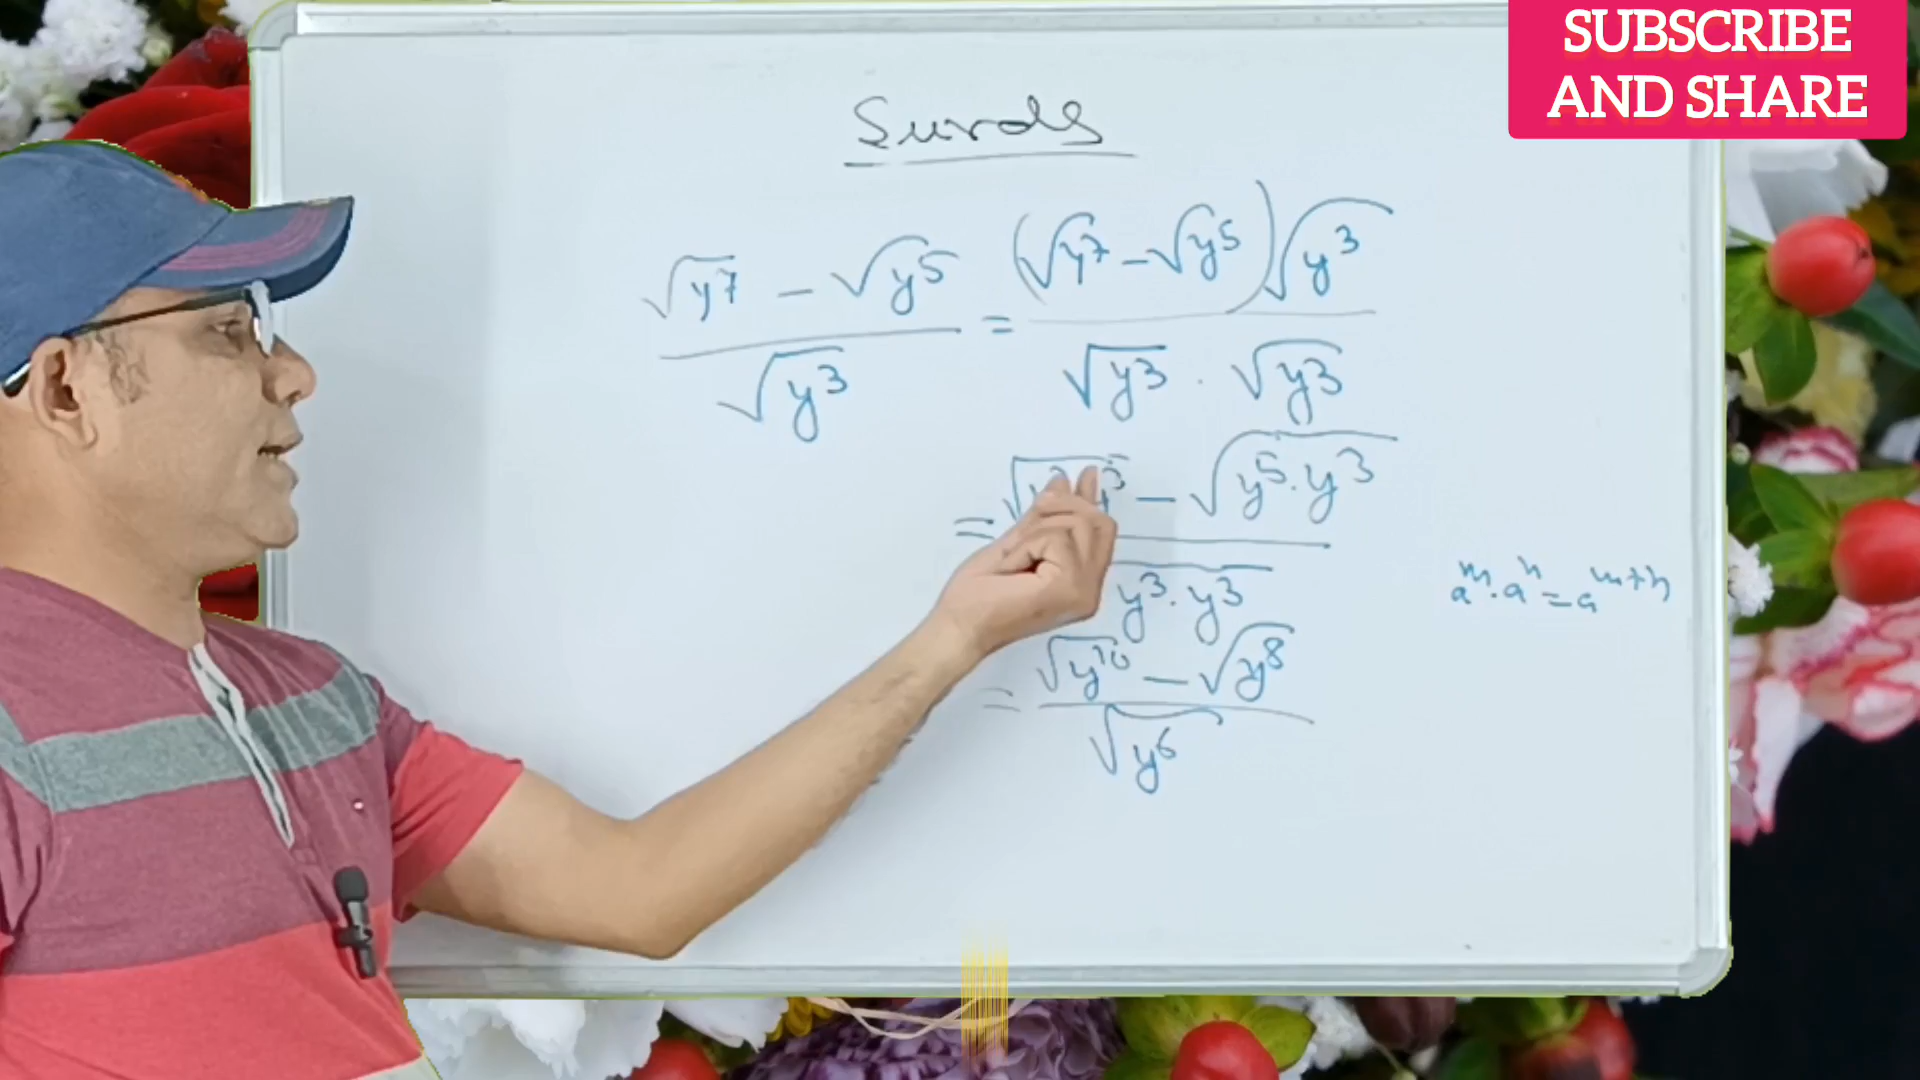 SUBSCRIBE
AND SHARE
Surds
√y⁷ − √y⁵ / √y³ = (√y⁷ − √y⁵)√y³ / √y³ · √y³
= − √y⁵·y³ / y³·y³
aᵐ·aⁿ = aᵐ⁺ⁿ
= √y¹⁰ − √y⁸ / √y⁶